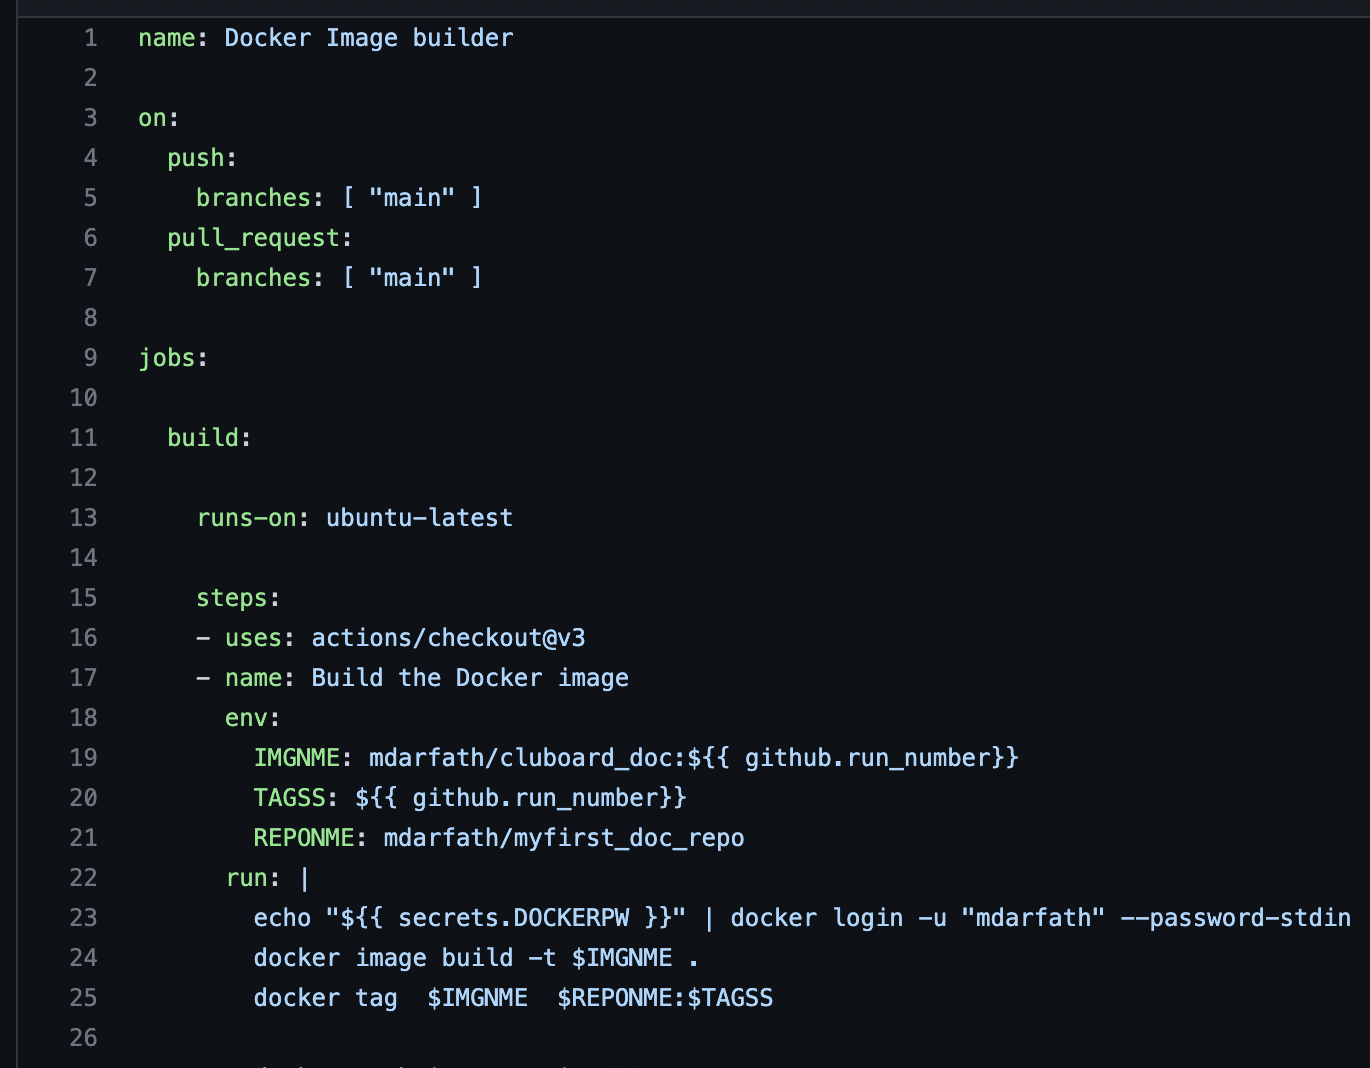 1 name: Docker Image builder
2
3 on:
4 push:
5 branches: [ "main" ]
6 pull_request:
7 branches: [ "main" ]
8
9 jobs:
10
11 build:
12
13 runs-on: ubuntu-latest
14
15 steps:
16 - uses: actions/checkout@v3
17 - name: Build the Docker image
18 env:
19 IMGNME: mdarfath/cluboard_doc:${{ github.run_number}}
20 TAGSS: ${{ github.run_number}}
21 REPONME: mdarfath/myfirst_doc_repo
22 run: |
23 echo "${{ secrets.DOCKERPW }}" | docker login -u "mdarfath" --password-stdin
24 docker image build -t $IMGNME .
25 docker tag  $IMGNME  $REPONME:$TAGSS
26